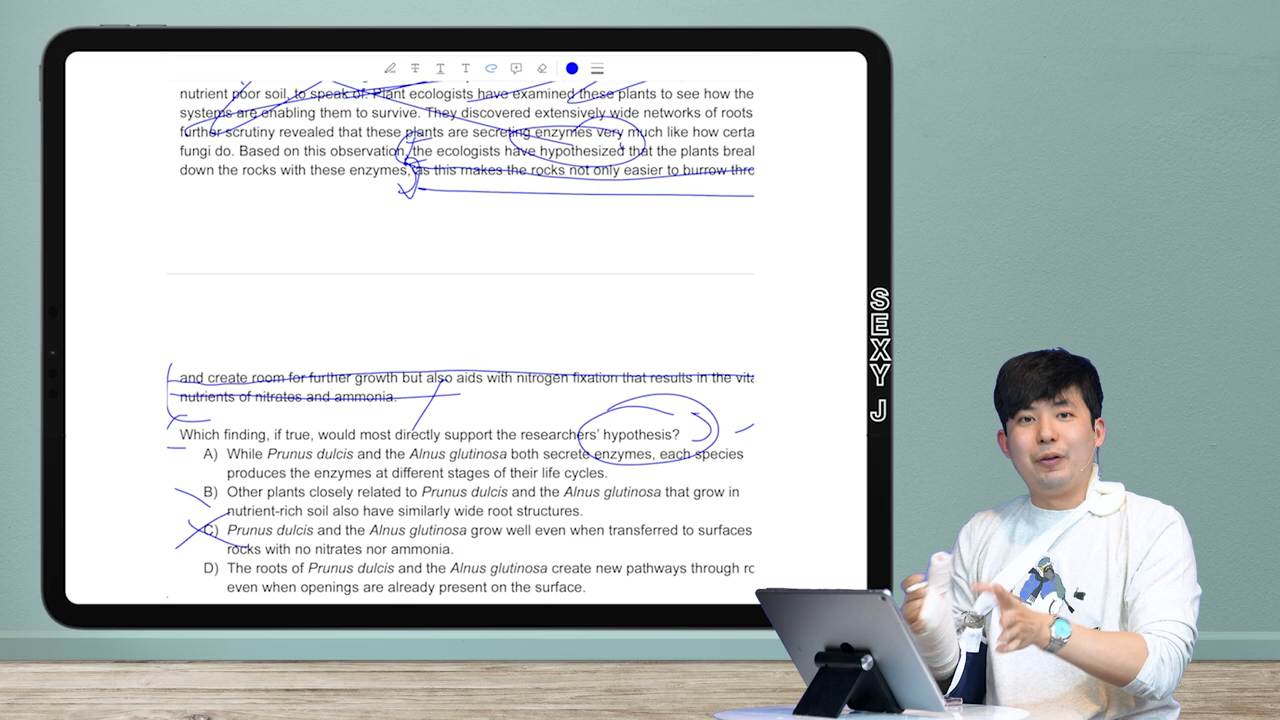 nutrient poor soil, to speak of. Plant ecologists have examined these plants to see how the
systems are enabling them to survive. They discovered extensively wide networks of roots
further scrutiny revealed that these plants are secreting enzymes very much like how certa
fungi do. Based on this observation, the ecologists have hypothesized that the plants break
down the rocks with these enzymes, as this makes the rocks not only easier to burrow thro
and create room for further growth but also aids with nitrogen fixation that results in the vita
nutrients of nitrates and ammonia.
Which finding, if true, would most directly support the researchers' hypothesis?
A) While Prunus dulcis and the Alnus glutinosa both secrete enzymes, each species
produces the enzymes at different stages of their life cycles.
B) Other plants closely related to Prunus dulcis and the Alnus glutinosa that grow in
nutrient-rich soil also have similarly wide root structures.
C) Prunus dulcis and the Alnus glutinosa grow well even when transferred to surfaces
rocks with no nitrates nor ammonia.
D) The roots of Prunus dulcis and the Alnus glutinosa create new pathways through ro
even when openings are already present on the surface.
SEXY J